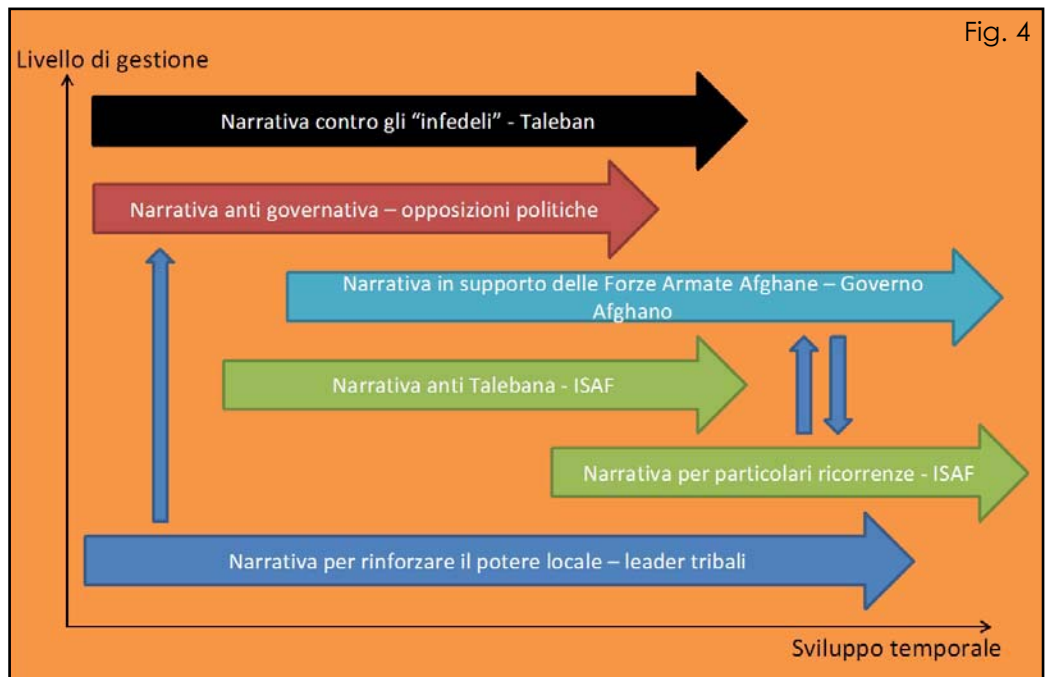 Fig. 4
Livello di gestione
Narrativa contro gli “infedeli” - Taleban
Narrativa anti governativa – opposizioni politiche
Narrativa in supporto delle Forze Armate Afghane – Governo
Afghano
Narrativa anti Talebana - ISAF
Narrativa per particolari ricorrenze - ISAF
Narrativa per rinforzare il potere locale – leader tribali
Sviluppo temporale